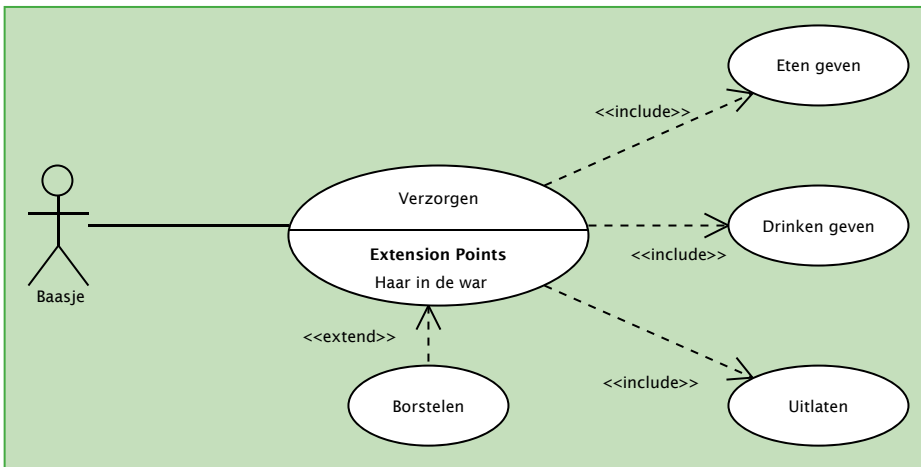 Eten geven
<<include>>
Verzorgen
Drinken geven
<<include>>
Extension Points
Haar in de war
Baasje
<<extend>>
<<include>>
Borstelen
Uitlaten